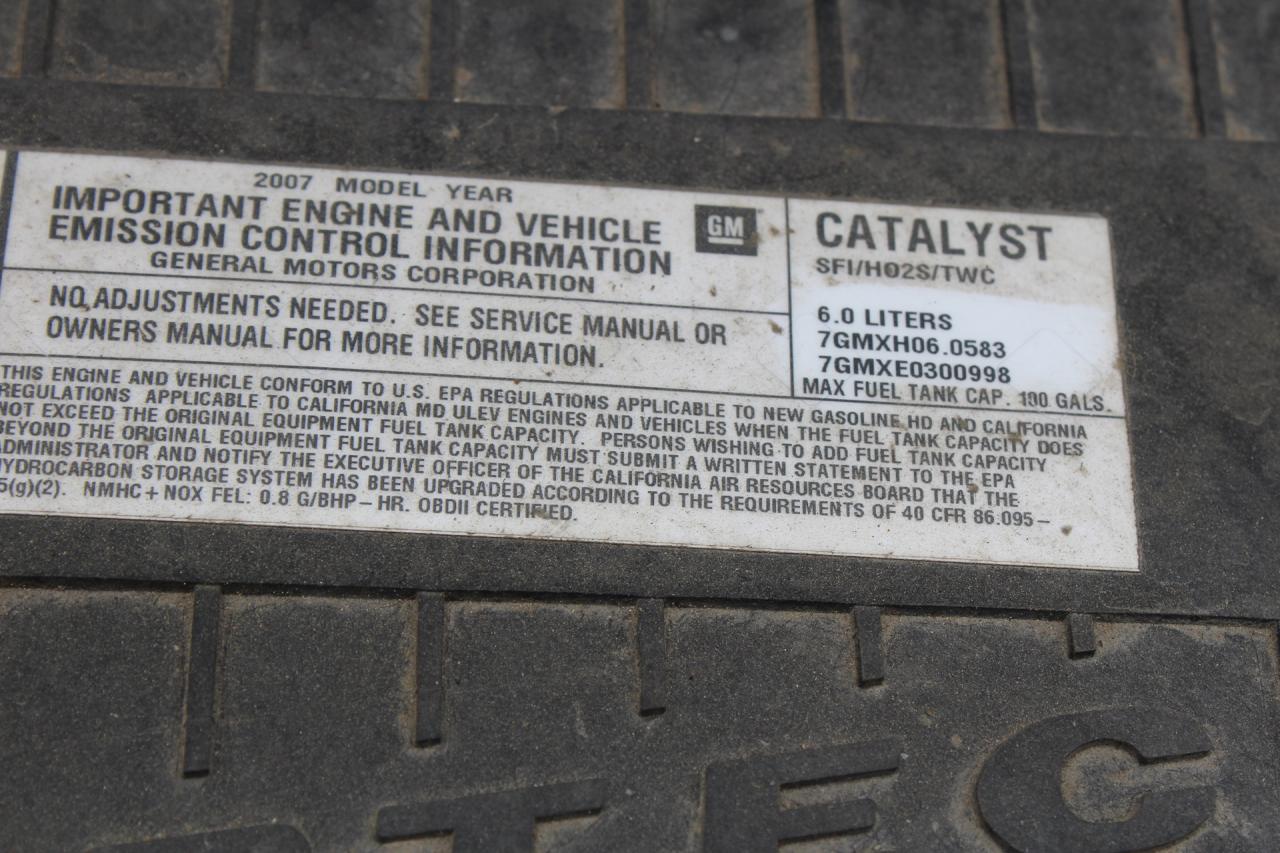 2007 MODEL YEAR
IMPORTANT ENGINE AND VEHICLE
EMISSION CONTROL INFORMATION
GENERAL MOTORS CORPORATION
GM
NO ADJUSTMENTS NEEDED. SEE SERVICE MANUAL OR
OWNERS MANUAL FOR MORE INFORMATION.
CATALYST
SFI/HO2S/TWC
6.0 LITERS
7GMXH06.0583
7GMXE0300998
MAX FUEL TANK CAP. 100 GALS.
THIS ENGINE AND VEHICLE CONFORM TO U.S. EPA REGULATIONS APPLICABLE TO NEW GASOLINE HD AND CALIFORNIA
REGULATIONS APPLICABLE TO CALIFORNIA MD ULEV ENGINES AND VEHICLES WHEN THE FUEL TANK CAPACITY DOES
NOT EXCEED THE ORIGINAL EQUIPMENT FUEL TANK CAPACITY. PERSONS WISHING TO ADD FUEL TANK CAPACITY
BEYOND THE ORIGINAL EQUIPMENT FUEL TANK CAPACITY MUST SUBMIT A WRITTEN STATEMENT TO THE EPA
ADMINISTRATOR AND NOTIFY THE EXECUTIVE OFFICER OF THE CALIFORNIA AIR RESOURCES BOARD THAT THE
HYDROCARBON STORAGE SYSTEM HAS BEEN UPGRADED ACCORDING TO THE REQUIREMENTS OF 40 CFR 86.095-
5(g)(2). NMHC+NOX FEL: 0.8 G/BHP-HR. OBDII CERTIFIED.
TEC